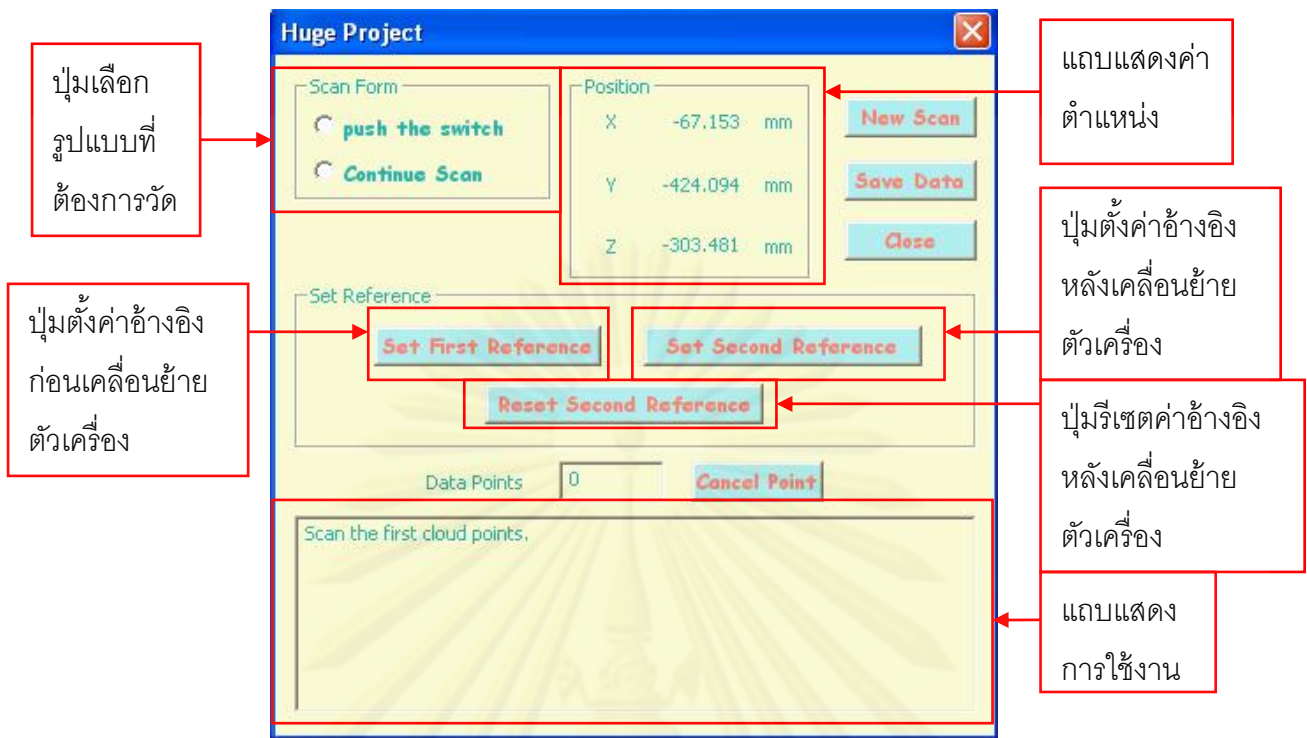 Huge Project
ปุ่มเลือก
รูปแบบที่
ต้องการวัด
Scan Form
push the switch
Continue Scan
Position
X -67.153 mm
Y -424.094 mm
Z -303.481 mm
New Scan
Save Data
Close
แถบแสดงค่า
ตำแหน่ง
ปุ่มตั้งค่าอ้างอิง
ก่อนเคลื่อนย้าย
ตัวเครื่อง
Set Reference
Set First Reference
Set Second Reference
Reset Second Reference
ปุ่มตั้งค่าอ้างอิง
หลังเคลื่อนย้าย
ตัวเครื่อง
ปุ่มรีเซตค่าอ้างอิง
หลังเคลื่อนย้าย
ตัวเครื่อง
Data Points 0 Cancel Point
Scan the first cloud points.
แถบแสดง
การใช้งาน